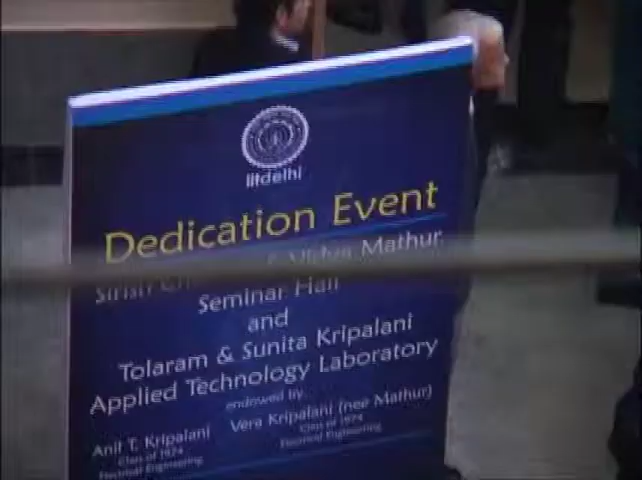 iitdelhi
Dedication Event
& Vidya Mathur
Seminar Hall
and
Tolaram & Sunita Kripalani
Applied Technology Laboratory
endowed by
Anil T. Kripalani
Class of 1974
Electrical Engineering
Vera Kripalani (nee Mathur)
Class of 1974
Electrical Engineering